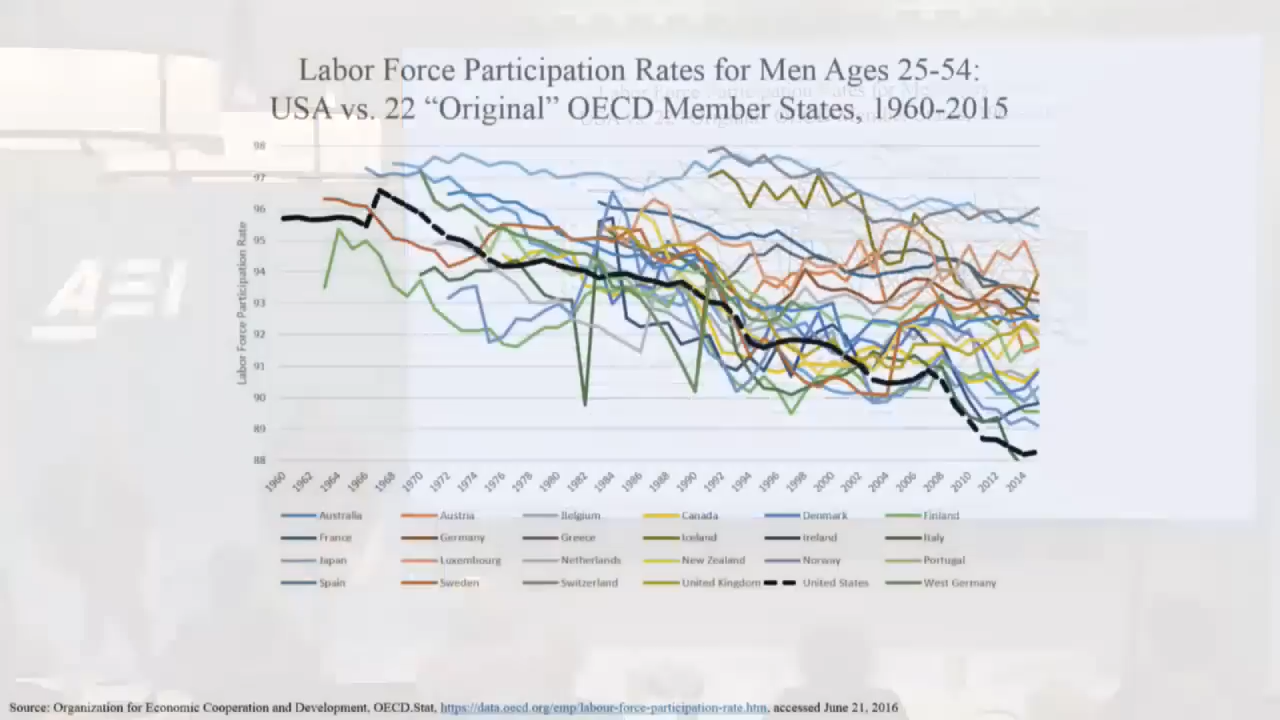 Labor Force Participation Rates for Men Ages 25-54:
USA vs. 22 “Original” OECD Member States, 1960-2015
AEI
Labor Force Participation Rate
98
97
96
95
94
93
92
91
90
89
88
1960 1962 1964 1966 1968 1970 1972 1974 1976 1978 1980 1982 1984 1986 1988 1990 1992 1994 1996 1998 2000 2002 2004 2006 2008 2010 2012 2014
Australia Austria Belgium Canada Denmark Finland
France Germany Greece Iceland Ireland Italy
Japan Luxembourg Netherlands New Zealand Norway Portugal
Spain Sweden Switzerland United Kingdom United States West Germany
Source: Organization for Economic Cooperation and Development, OECD.Stat, https://data.oecd.org/emp/labour-force-participation-rate.htm, accessed June 21, 2016